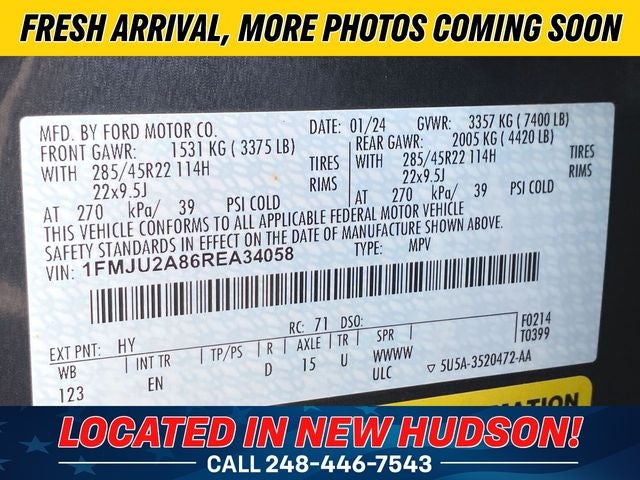 FRESH ARRIVAL, MORE PHOTOS COMING SOON
MFD. BY FORD MOTOR CO. DATE: 01/24 GVWR: 3357 KG ( 7400 LB)
FRONT GAWR: 1531 KG ( 3375 LB) REAR GAWR: 2005 KG ( 4420 LB)
WITH 285/45R22 114H TIRES WITH 285/45R22 114H TIRES
22x9.5J RIMS 22x9.5J RIMS
AT 270 kPa/ 39 PSI COLD AT 270 kPa/ 39 PSI COLD
THIS VEHICLE CONFORMS TO ALL APPLICABLE FEDERAL MOTOR VEHICLE
SAFETY STANDARDS IN EFFECT ON THE DATE OF MANUFACTURE SHOWN ABOVE.
VIN: 1FMJU2A86REA34058 TYPE: MPV
EXT PNT: HY RC: 71 DSO: F0214
T0399
WB INT TR TP/PS R AXLE TR SPR
123 EN D 15 U WWWW
ULC 5U5A-3520472-AA
LOCATED IN NEW HUDSON!
CALL 248-446-7543